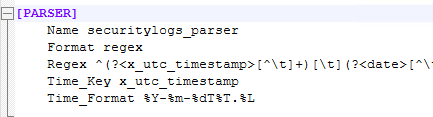 [PARSER]
Name securitylogs_parser
Format regex
Regex ^(?<x_utc_timestamp>[^\t]+)[\t](?<date>[^\
Time_Key x_utc_timestamp
Time_Format %Y-%m-%dT%T.%L